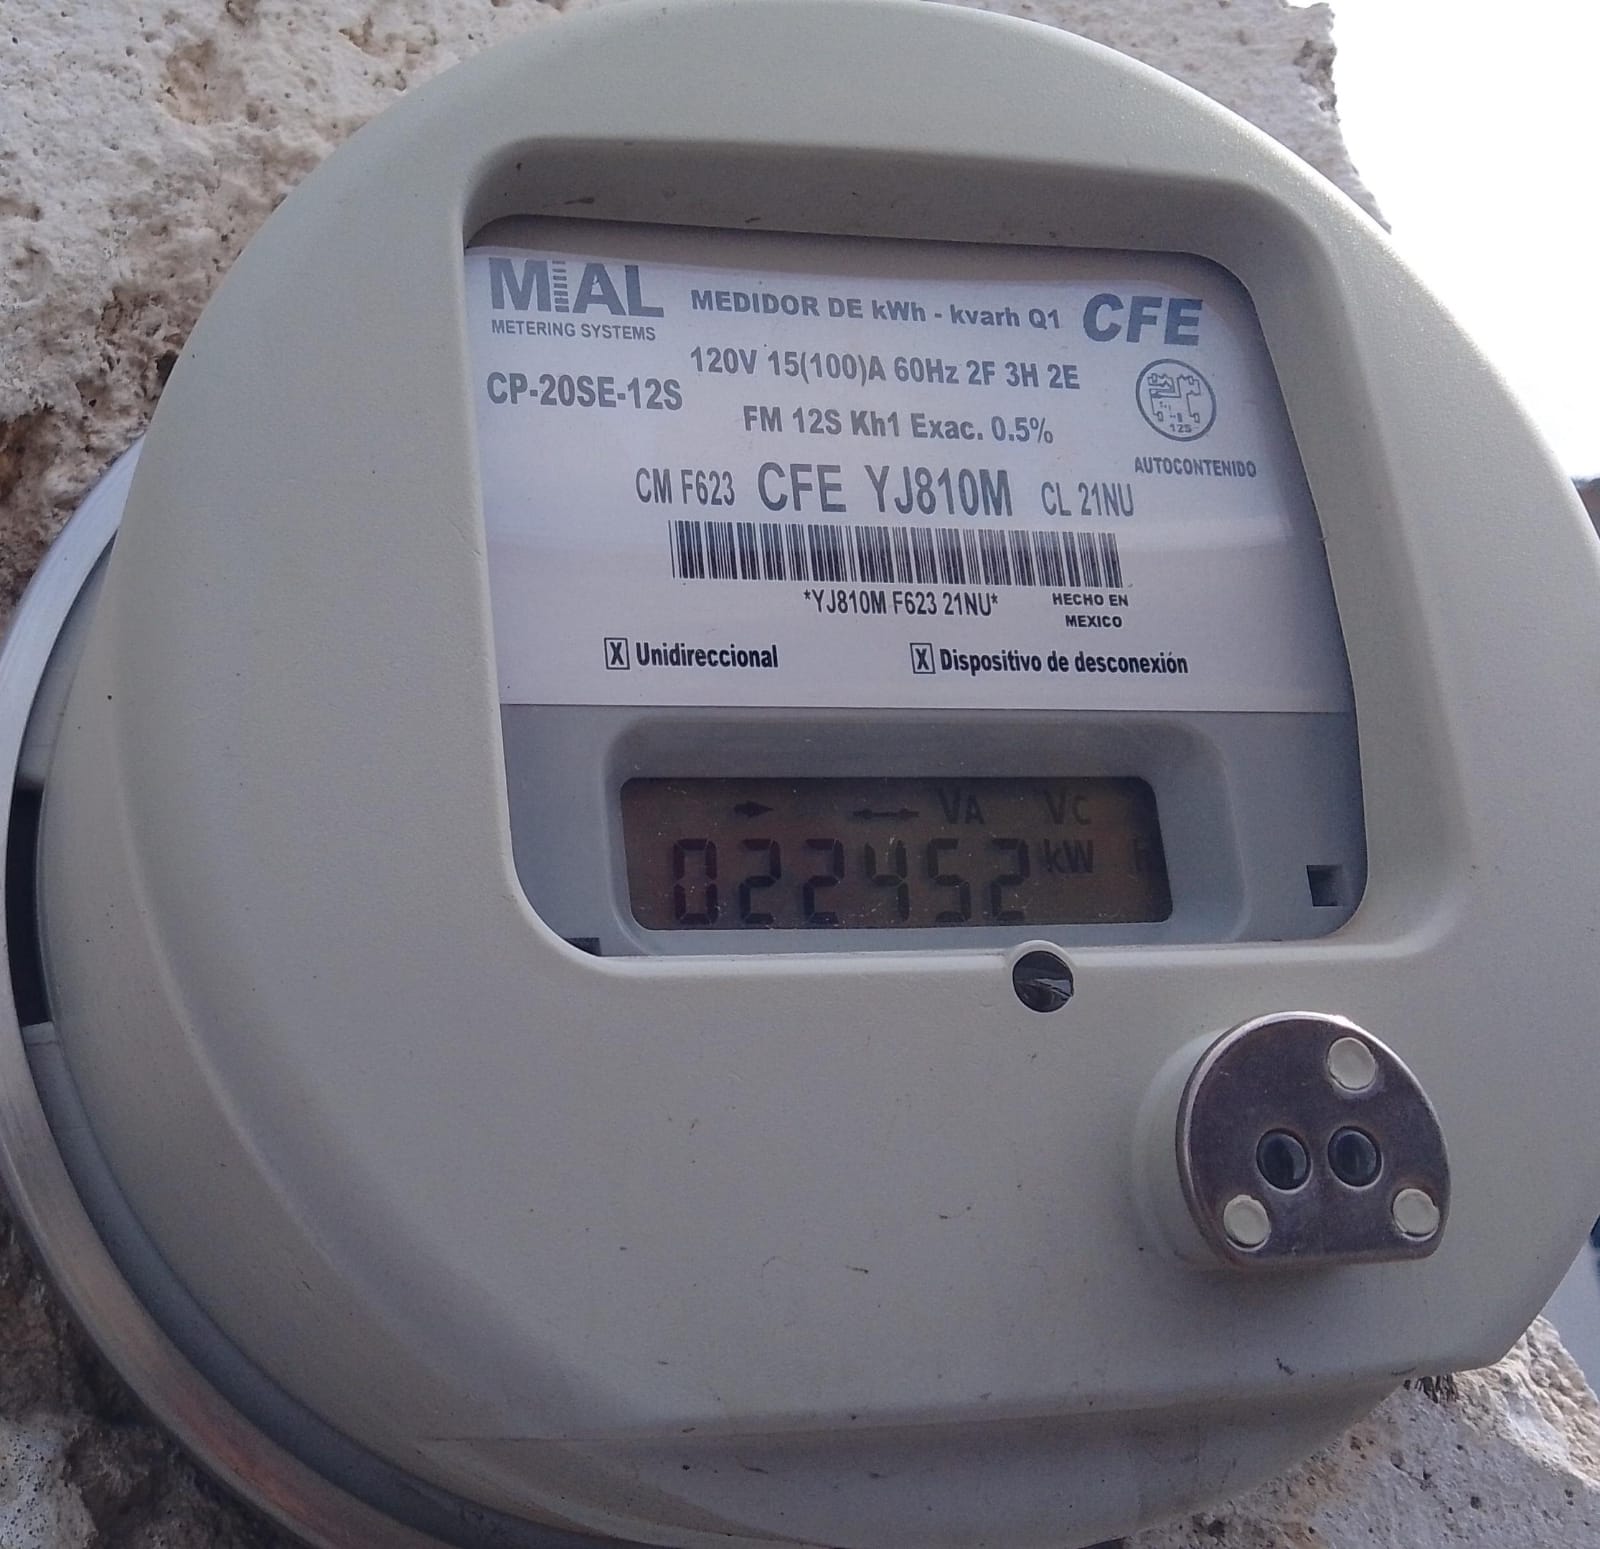 MIAL
METERING SYSTEMS
MEDIDOR DE kWh - kvarh Q1
CFE
120V 15(100)A 60Hz 2F 3H 2E
CP-20SE-12S
FM 12S Kh1 Exac. 0.5%
12S
AUTOCONTENIDO
CM F623 CFE YJ810M CL 21NU
*YJ810M F623 21NU*
HECHO EN
MEXICO
X Unidireccional
X Dispositivo de desconexión
VA VC
022452 kW